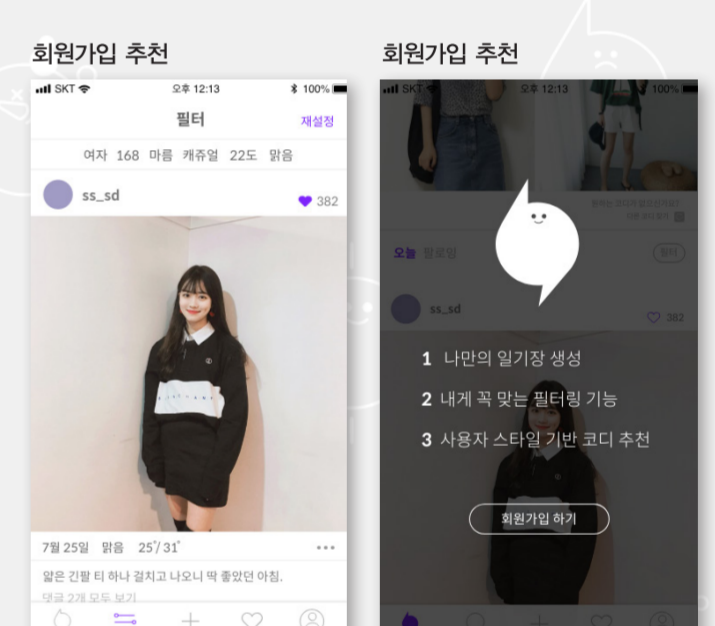 회원가입 추천
SKT 오후 12:13 100%
필터 재설정
여자 168 마름 캐쥬얼 22도 맑음
ss_sd 382
7월 25일 맑음 25°/ 31°
얇은 긴팔 티 하나 걸치고 나오니 딱 좋았던 아침.
댓글 2개 모두 보기
회원가입 추천
SKT 오후 12:13 100%
오늘 팔로잉 필터
ss_sd 382
1 나만의 일기장 생성
2 내게 꼭 맞는 필터링 기능
3 사용자 스타일 기반 코디 추천
회원가입 하기